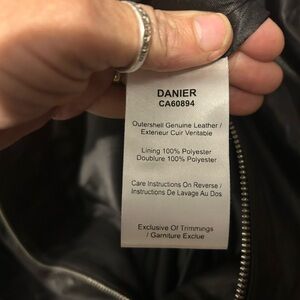 DANIER
CA60894
Outershell Genuine Leather /
Exterieur Cuir Veritable
Lining 100% Polyester
Doublure 100% Polyester
Care Instructions On Reverse /
Instructions De Lavage Au Dos
Exclusive Of Trimmings
/ Garniture Exclue